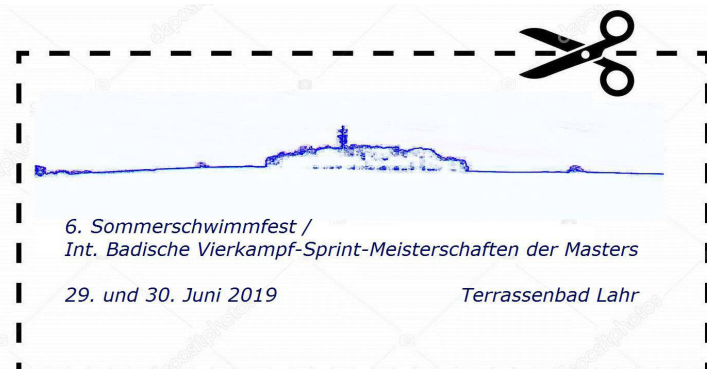 6. Sommerschwimmfest /
Int. Badische Vierkampf-Sprint-Meisterschaften der Masters
29. und 30. Juni 2019 Terrassenbad Lahr